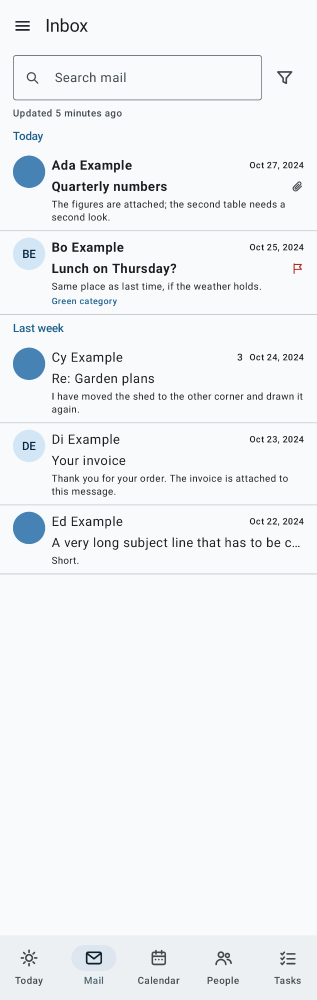 Inbox
Search mail
Updated 5 minutes ago
Today
Ada Example Oct 27, 2024
Quarterly numbers
The figures are attached; the second table needs a
second look.
BE Bo Example Oct 25, 2024
Lunch on Thursday?
Same place as last time, if the weather holds.
Green category
Last week
Cy Example 3 Oct 24, 2024
Re: Garden plans
I have moved the shed to the other corner and drawn it
again.
DE Di Example Oct 23, 2024
Your invoice
Thank you for your order. The invoice is attached to
this message.
Ed Example Oct 22, 2024
A very long subject line that has to be c…
Short.
Today Mail Calendar People Tasks